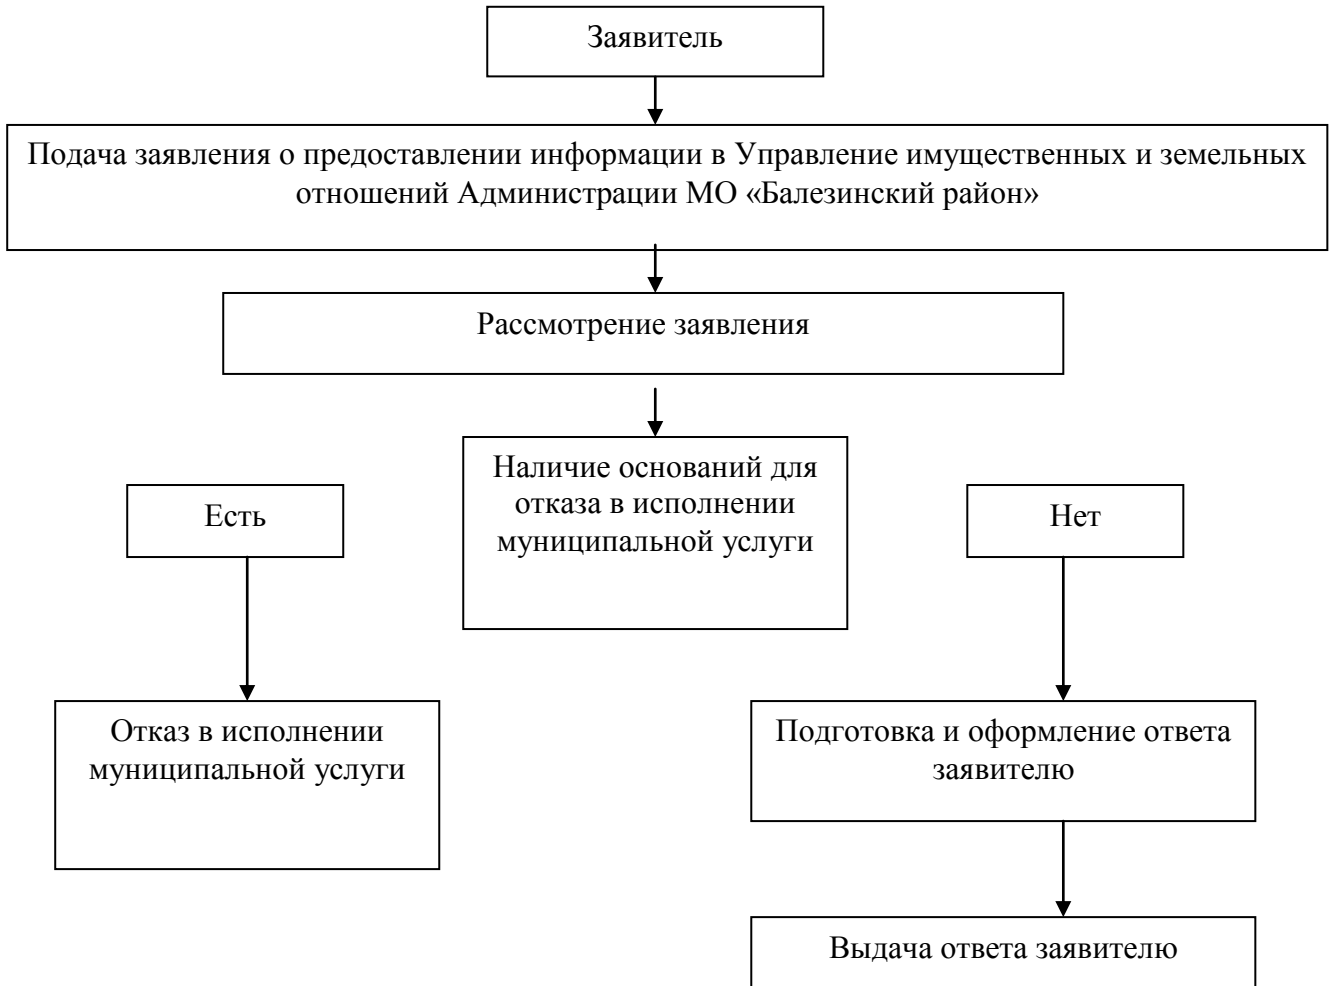 Заявитель
Подача заявления о предоставлении информации в Управление имущественных и земельных
отношений Администрации МО «Балезинский район»
Рассмотрение заявления
Наличие оснований для
отказа в исполнении
муниципальной услуги
Есть
Нет
Отказ в исполнении
муниципальной услуги
Подготовка и оформление ответа
заявителю
Выдача ответа заявителю